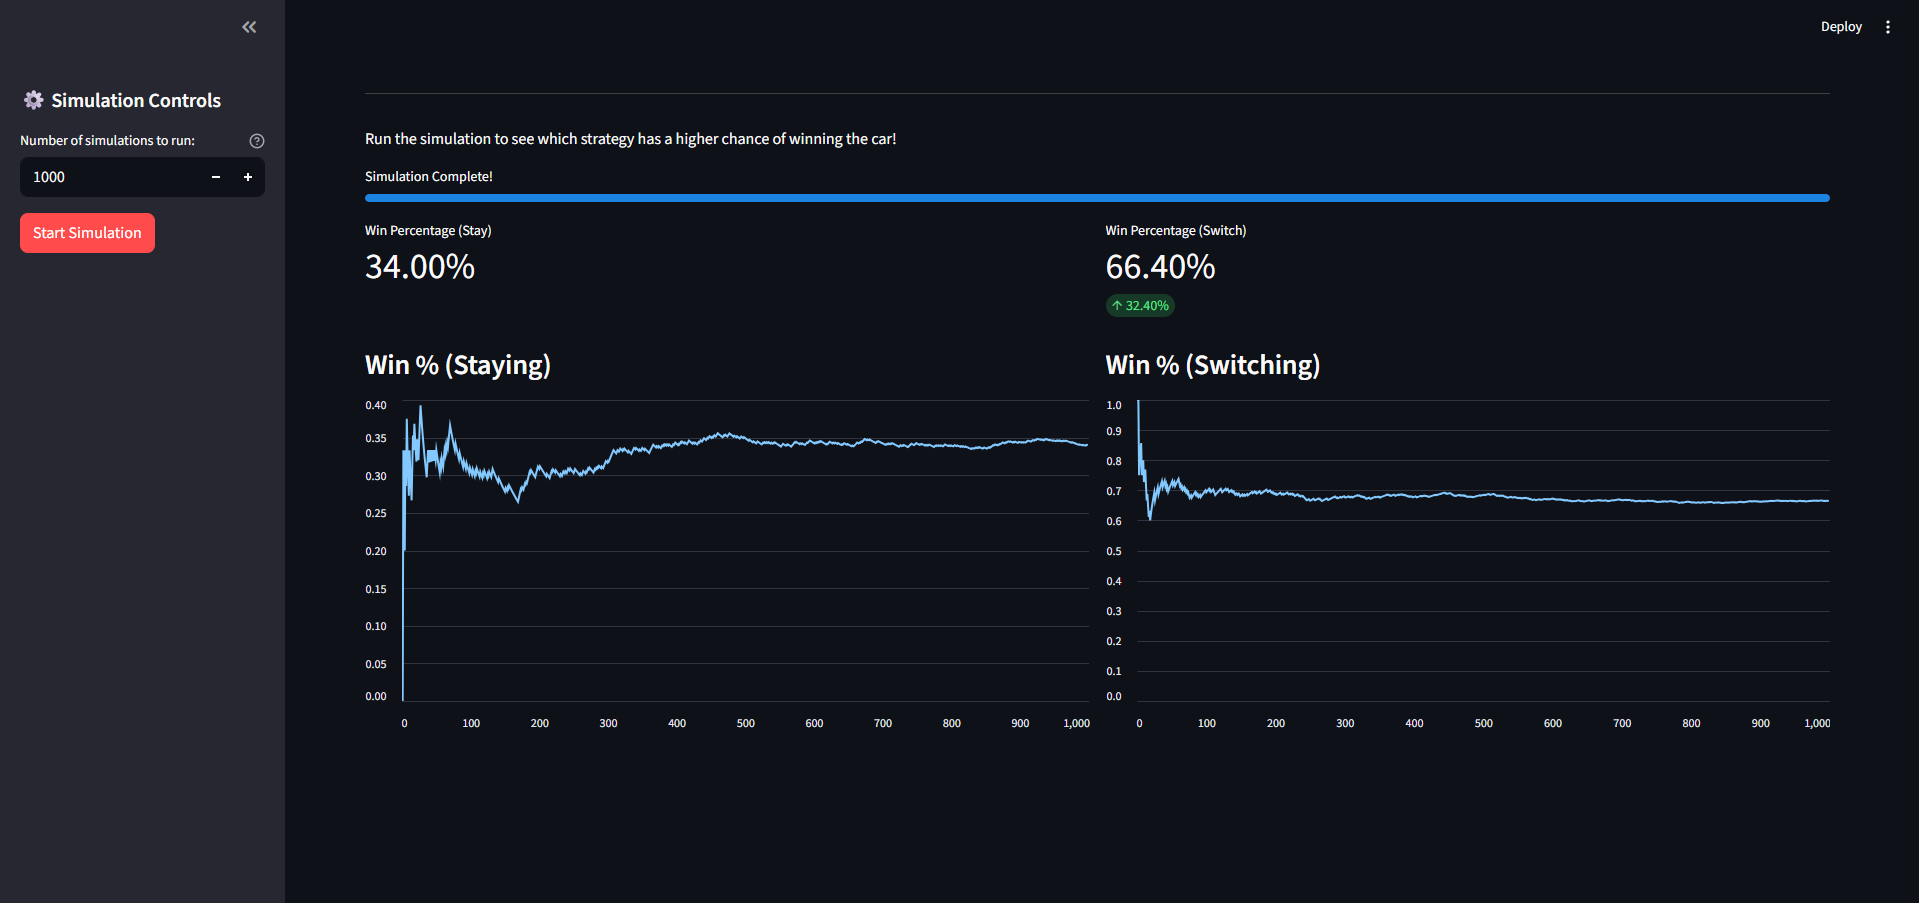 Deploy
Simulation Controls
Number of simulations to run:
1000
Start Simulation
Run the simulation to see which strategy has a higher chance of winning the car!
Simulation Complete!
Win Percentage (Stay)
34.00%
Win Percentage (Switch)
66.40%
↑ 32.40%
Win % (Staying)
0.40
0.35
0.30
0.25
0.20
0.15
0.10
0.05
0.00
0 100 200 300 400 500 600 700 800 900 1,000
Win % (Switching)
1.0
0.9
0.8
0.7
0.6
0.5
0.4
0.3
0.2
0.1
0.0
0 100 200 300 400 500 600 700 800 900 1,000